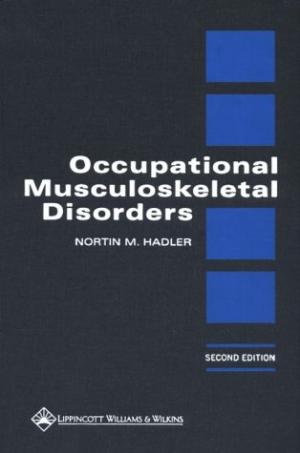 Occupational
Musculoskeletal
Disorders
NORTIN M. HADLER
SECOND EDITION
LIPPINCOTT WILLIAMS & WILKINS